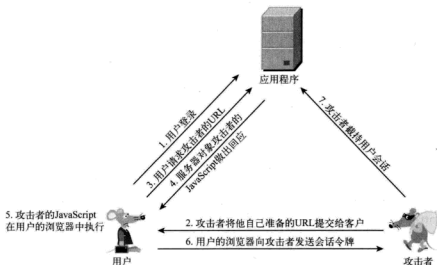 应用程序
1. 用户登录
3. 用户请求攻击者的URL
4. 服务器对象攻击者的
JavaScript做出回应
7. 攻击者截持用户会话
5. 攻击者的JavaScript
在用户的浏览器中执行
2. 攻击者将他自己准备的URL提交给客户
6. 用户的浏览器向攻击者发送会话令牌
用户
攻击者